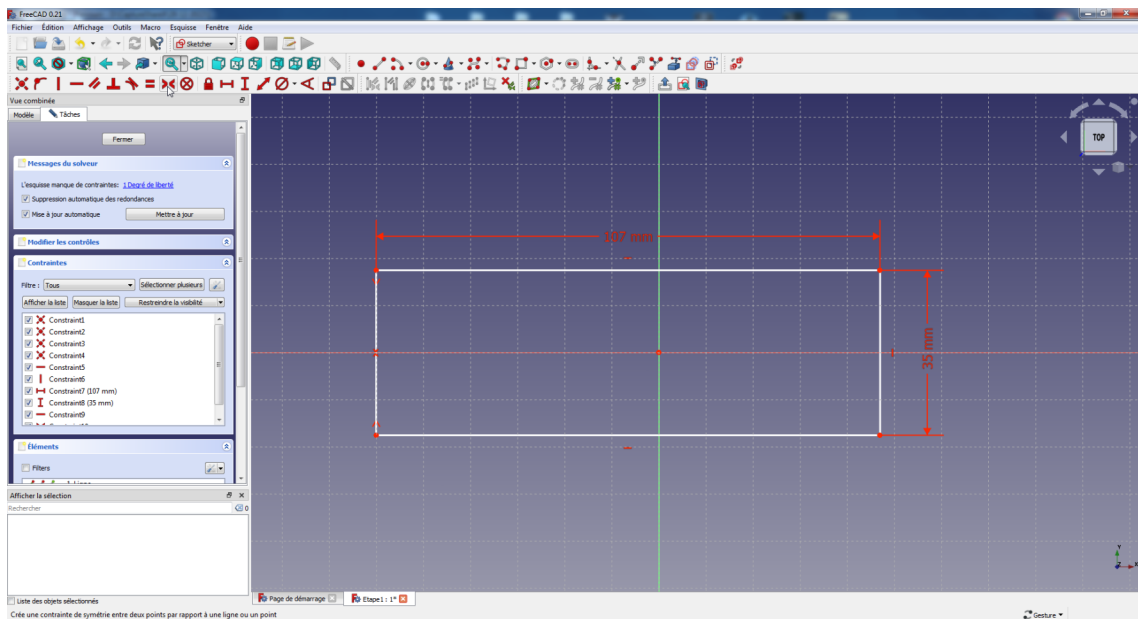 FreeCAD 0.21
Fichier Édition Affichage Outils Macro Esquisse Fenêtre Aide
Sketcher
Vue combinée
Modèle Tâches
Fermer
Messages du solveur
L'esquisse manque de contraintes: 1 Degré de liberté
Suppression automatique des redondances
Mise à jour automatique Mettre à jour
Modifier les contrôles
Contraintes
Filtre : Tous Sélectionner plusieurs
Afficher la liste Masquer la liste Restreindre la visibilité
Constraint1
Constraint2
Constraint3
Constraint4
Constraint5
Constraint6
Constraint7 (107 mm)
Constraint8 (35 mm)
Constraint9
Éléments
Filters
Afficher la sélection
Rechercher
0
Liste des objets sélectionnés
107 mm
35 mm
TOP
Y
Z
X
Page de démarrage Etape1 : 1*
Crée une contrainte de symétrie entre deux points par rapport à une ligne ou un point
Gesture